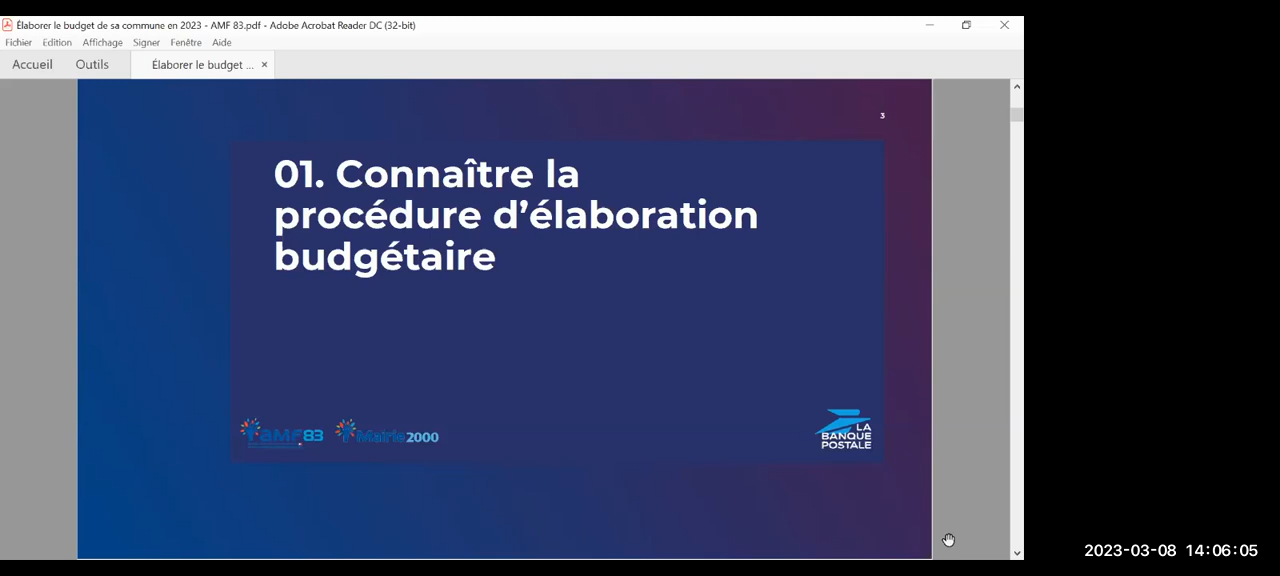 Élaborer le budget de sa commune en 2023 - AMF 83.pdf - Adobe Acrobat Reader DC (32-bit)
Fichier Edition Affichage Signer Fenêtre Aide
Accueil Outils Élaborer le budget ... ×
3
01. Connaître la
procédure d’élaboration
budgétaire
AMF83 Mairie2000
LA
BANQUE
POSTALE
2023-03-08 14:06:05